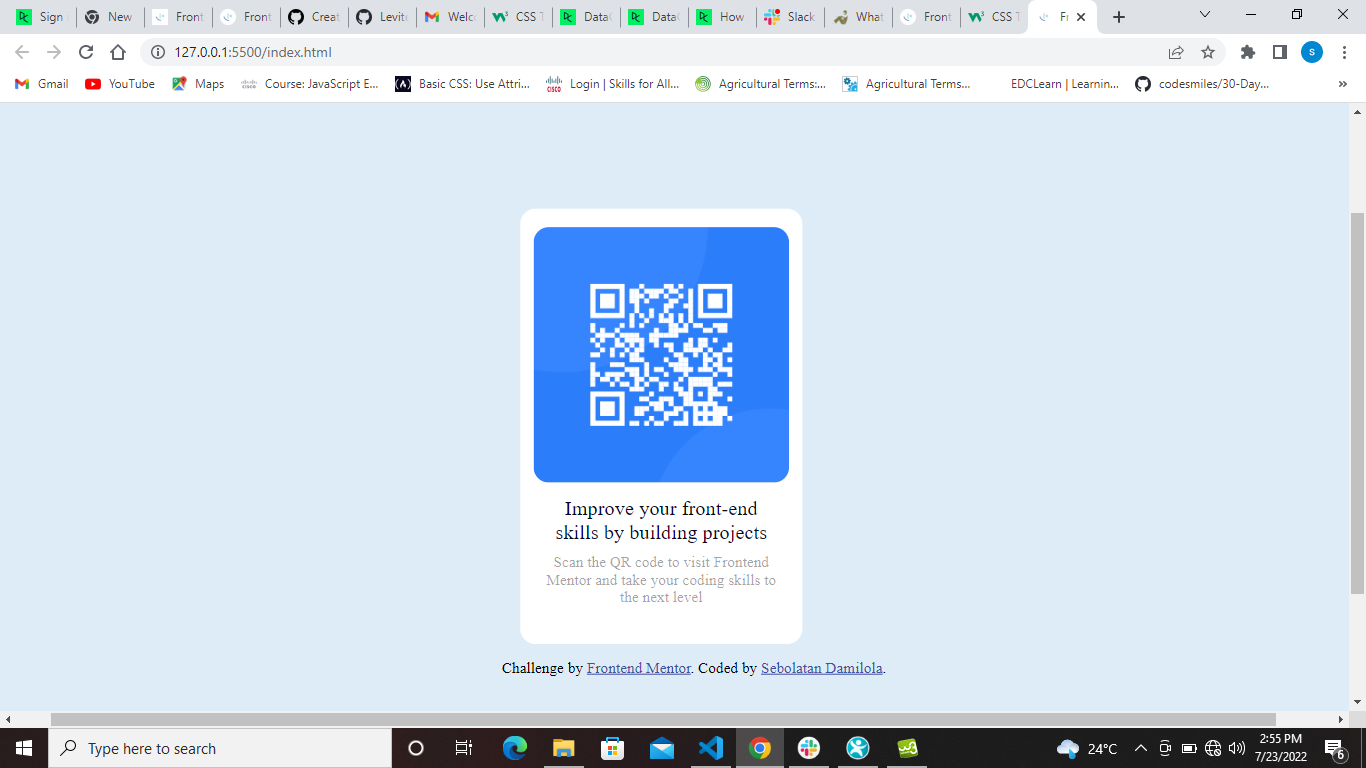 Sign
New
Front
Front
Creat
Levit
Gmail
Welc
CSS T
Data
Data
How
Slack
What
Front
CSS T
Fr
127.0.0.1:5500/index.html
S
Gmail
YouTube
Maps
Course: JavaScript E...
Basic CSS: Use Attri...
Login | Skills for All...
Agricultural Terms:...
Agricultural Terms...
EDCLearn | Learnin...
codesmiles/30-Day...
»
Improve your front-end
skills by building projects
Scan the QR code to visit Frontend
Mentor and take your coding skills to
the next level
Challenge by Frontend Mentor. Coded by Sebolatan Damilola.
Type here to search
24°C
2:55 PM
7/23/2022
6